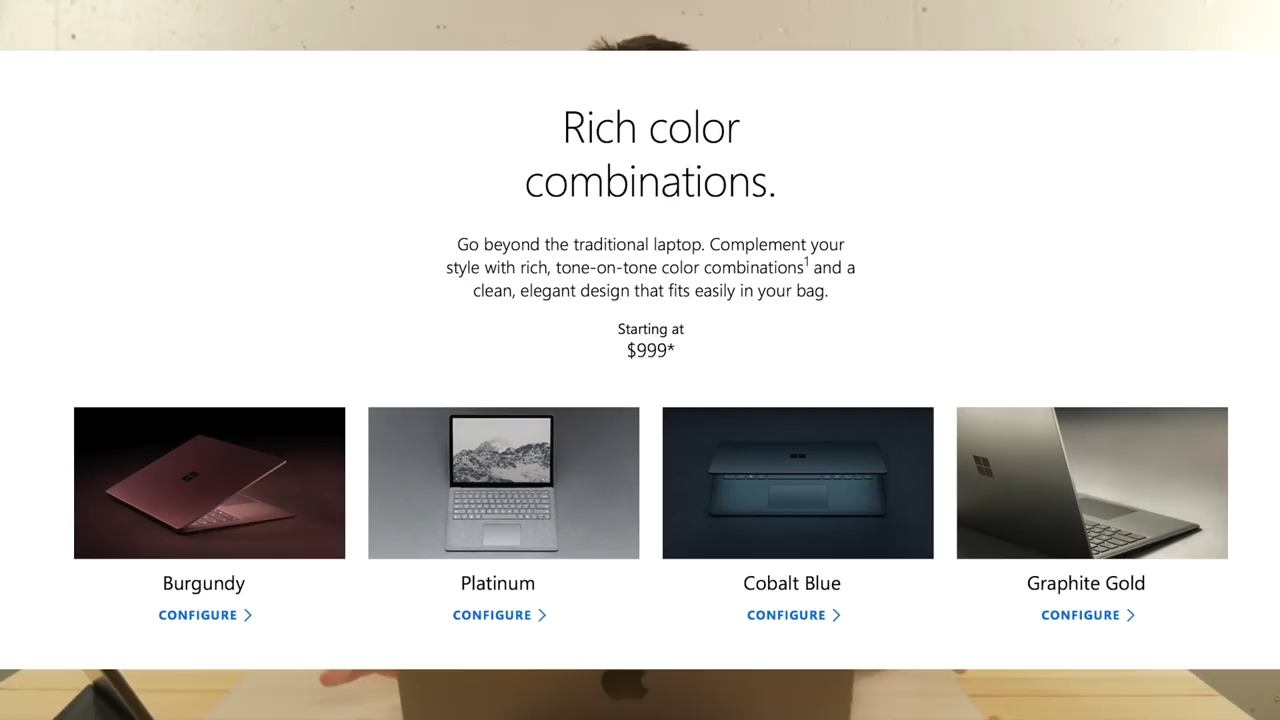 Rich color
combinations.
Go beyond the traditional laptop. Complement your
style with rich, tone-on-tone color combinations¹ and a
clean, elegant design that fits easily in your bag.
Starting at
$999*
Burgundy
Platinum
Cobalt Blue
Graphite Gold
CONFIGURE >
CONFIGURE >
CONFIGURE >
CONFIGURE >